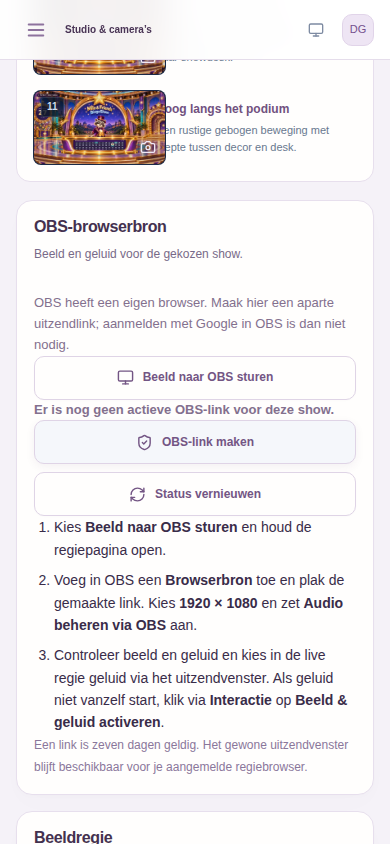 Studio & camera's
DG
11
oog langs het podium
en rustige gebogen beweging met
epte tussen decor en desk.
OBS-browserbron
Beeld en geluid voor de gekozen show.
OBS heeft een eigen browser. Maak hier een aparte
uitzendlink; aanmelden met Google in OBS is dan niet
nodig.
Beeld naar OBS sturen
Er is nog geen actieve OBS-link voor deze show.
OBS-link maken
Status vernieuwen
1. Kies Beeld naar OBS sturen en houd de
regiepagina open.
2. Voeg in OBS een Browserbron toe en plak de
gemaakte link. Kies 1920 × 1080 en zet Audio
beheren via OBS aan.
3. Controleer beeld en geluid en kies in de live
regie geluid via het uitzendvenster. Als geluid
niet vanzelf start, klik via Interactie op Beeld &
geluid activeren.
Een link is zeven dagen geldig. Het gewone uitzendvenster
blijft beschikbaar voor je aangemelde regiebrowser.
Beeldregie